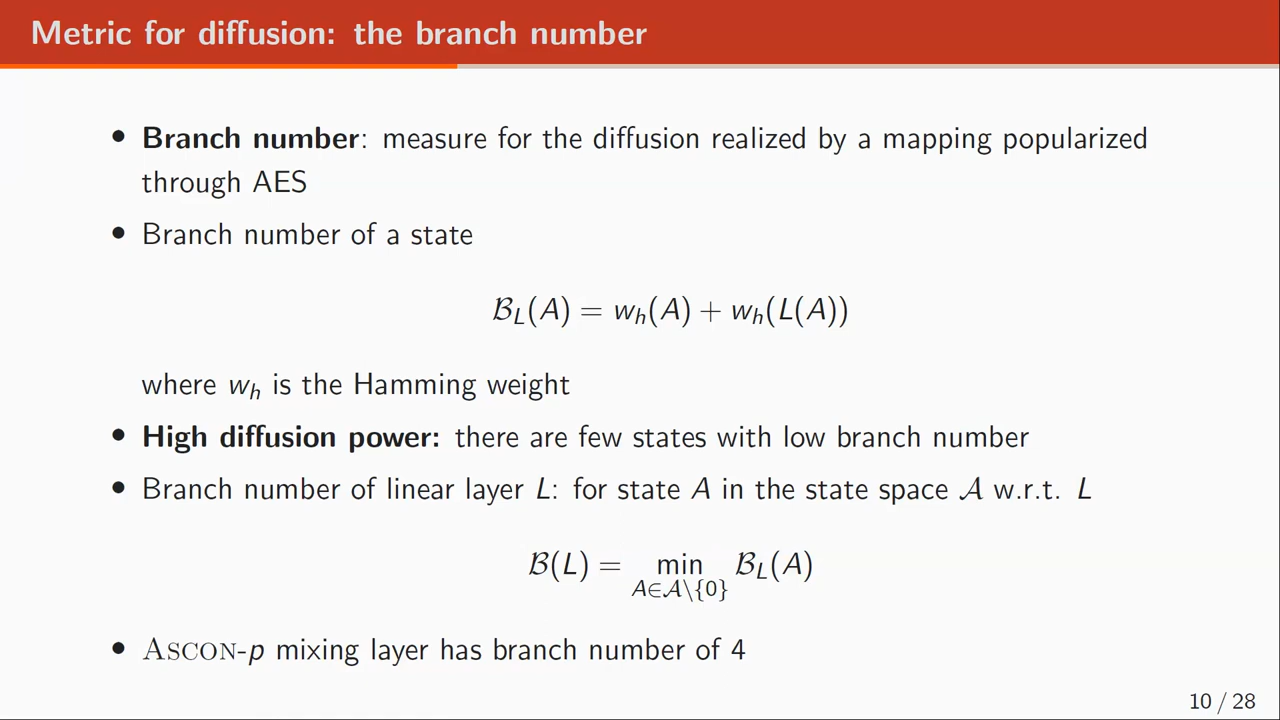 Metric for diffusion: the branch number
• Branch number: measure for the diffusion realized by a mapping popularized
through AES
• Branch number of a state
𝓑_L(A) = w_h(A) + w_h(L(A))
where w_h is the Hamming weight
• High diffusion power: there are few states with low branch number
• Branch number of linear layer L: for state A in the state space 𝒜 w.r.t. L
𝓑(L) = min 𝓑_L(A)
A∈𝒜\{0}
• ASCON-p mixing layer has branch number of 4
10 / 28